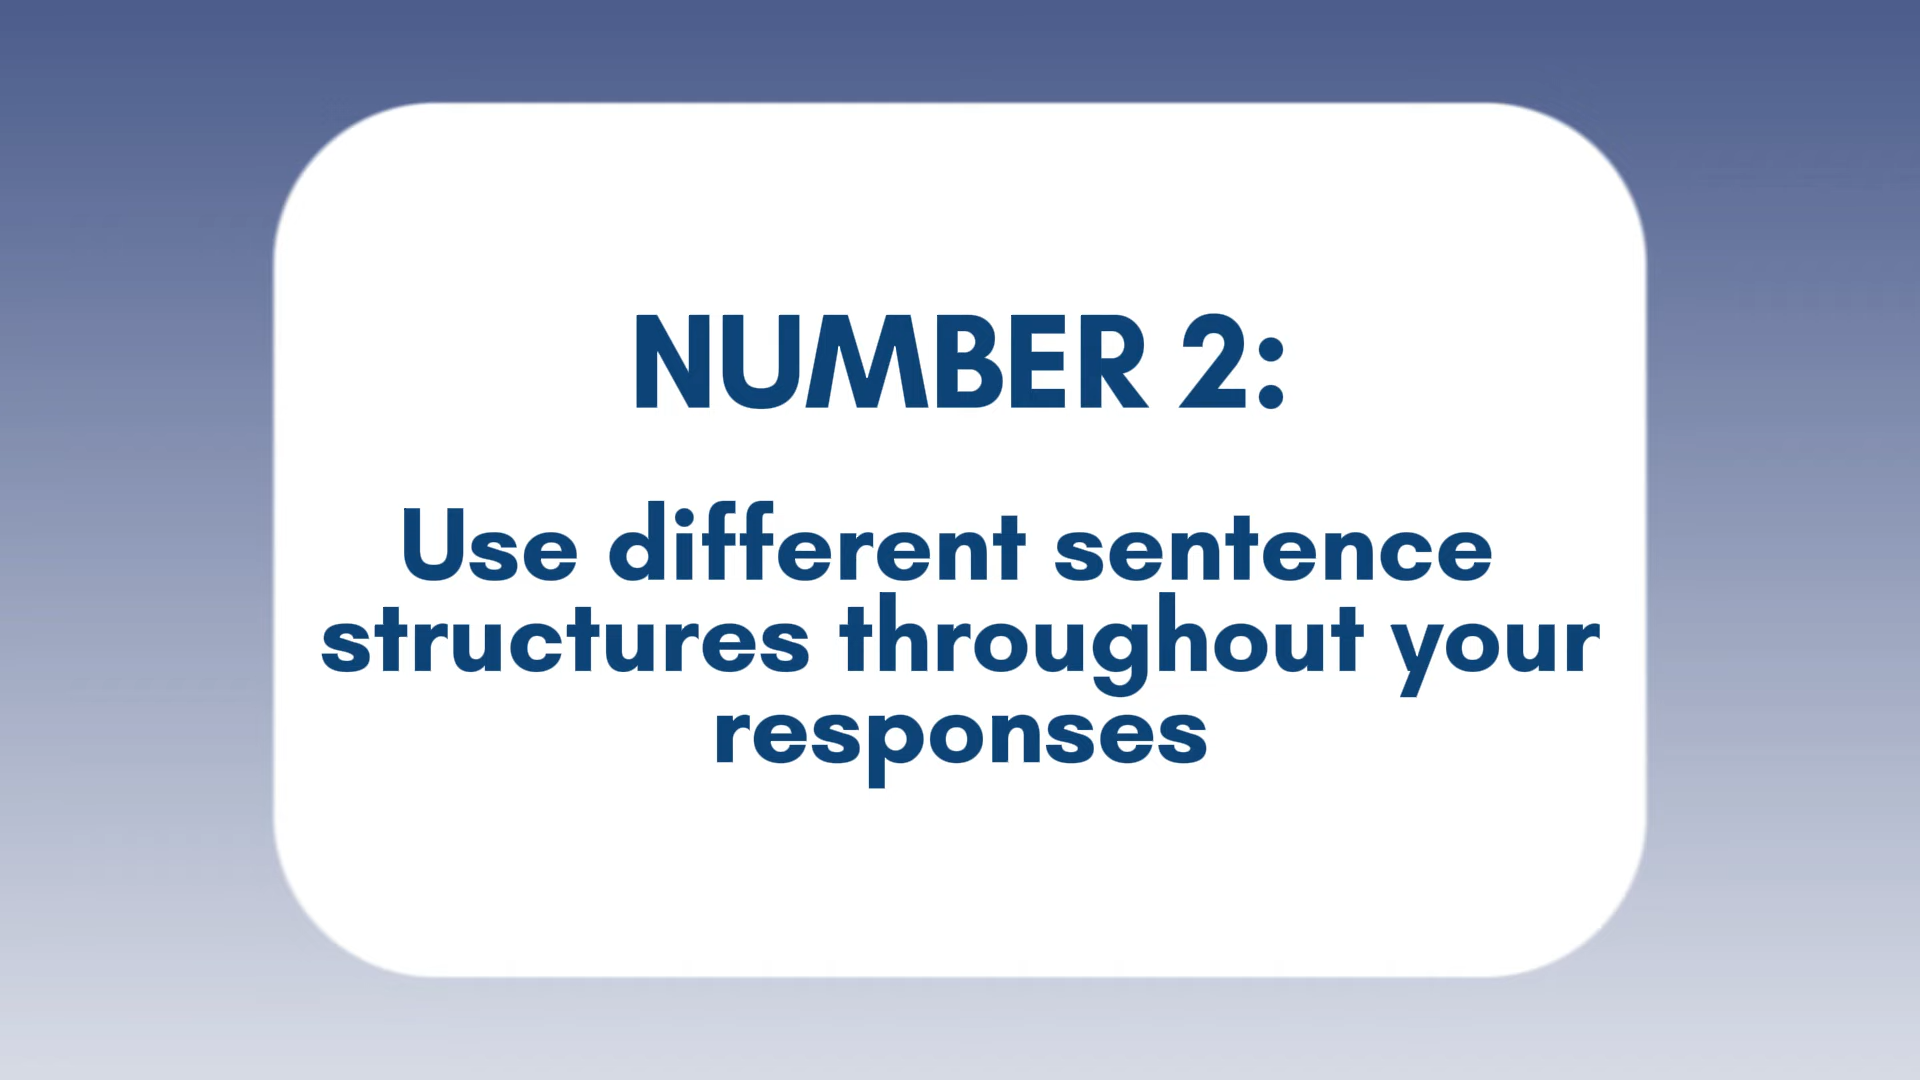 NUMBER 2:
Use different sentence
structures throughout your
responses